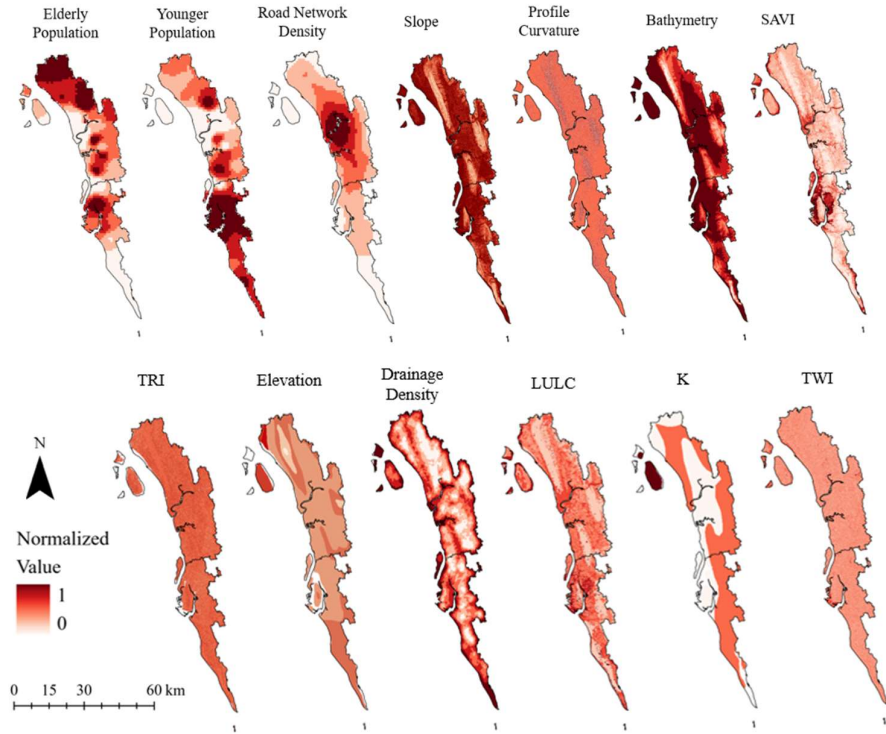 Elderly
Population
Younger
Population
Road Network
Density
Slope
Profile
Curvature
Bathymetry
SAVI
TRI
Elevation
Drainage
Density
LULC
K
TWI
N
Normalized
Value
1
0
0 15 30 60 km